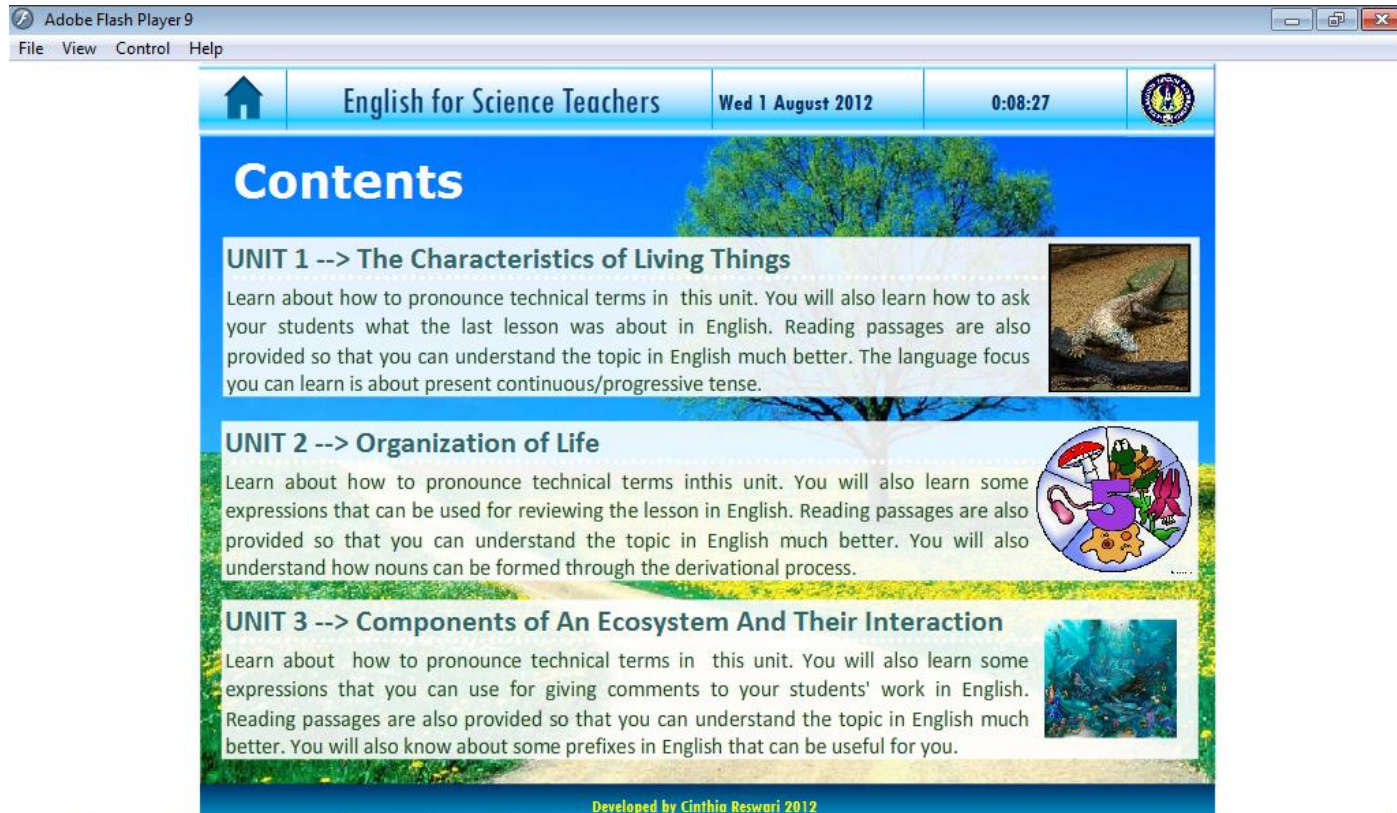 Adobe Flash Player 9
File View Control Help
English for Science Teachers
Wed 1 August 2012
0:08:27
Contents
UNIT 1 --> The Characteristics of Living Things
Learn about how to pronounce technical terms in this unit. You will also learn how to ask
your students what the last lesson was about in English. Reading passages are also
provided so that you can understand the topic in English much better. The language focus
you can learn is about present continuous/progressive tense.
UNIT 2 --> Organization of Life
Learn about how to pronounce technical terms inthis unit. You will also learn some
expressions that can be used for reviewing the lesson in English. Reading passages are also
provided so that you can understand the topic in English much better. You will also
understand how nouns can be formed through the derivational process.
5
UNIT 3 --> Components of An Ecosystem And Their Interaction
Learn about how to pronounce technical terms in this unit. You will also learn some
expressions that you can use for giving comments to your students' work in English.
Reading passages are also provided so that you can understand the topic in English much
better. You will also know about some prefixes in English that can be useful for you.
Developed by Cinthia Reswari 2012